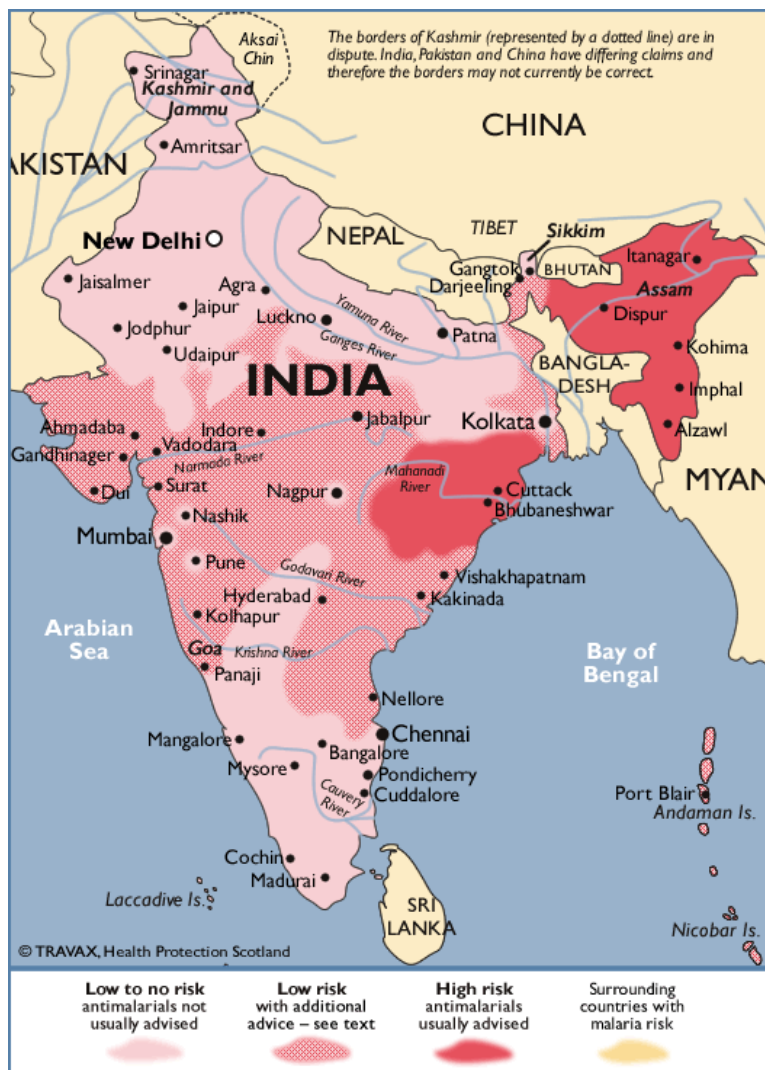 Aksai
Chin
The borders of Kashmir (represented by a dotted line) are in
dispute. India, Pakistan and China have differing claims and
therefore the borders may not currently be correct.
Srinagar
Kashmir and
Jammu
CHINA
Amritsar
AKISTAN
New Delhi
NEPAL
TIBET
Sikkim
Itanagar
Gangtok
BHUTAN
Darjeeling
Assam
Jaisalmer
Agra
Jaipur
Luckno
Yamuna River
Dispur
Jodphur
Patna
Ganges River
Kohima
Udaipur
BANGLA-
DESH
INDIA
Imphal
Jabalpur
Kolkata
Alzawl
Ahmadaba
Indore
Vadodara
Gandhinager
Normada River
Mahanadi
River
MYAN
Dui
Surat
Nagpur
Cuttack
Bhubaneshwar
Nashik
Mumbai
Pune
Godavari River
Vishakhapatnam
Hyderabad
Kakinada
Kolhapur
Arabian
Sea
Goa
Krishna River
Bay of
Bengal
Panaji
Nellore
Mangalore
Chennai
Bangalore
Mysore
Pondicherry
Cauvery
River
Cuddalore
Port Blair
Andaman Is.
Cochin
Madurai
Laccadive Is.
SRI
LANKA
Nicobar Is.
© TRAVAX, Health Protection Scotland
Low to no risk
antimalarials not
usually advised
Low risk
with additional
advice – see text
High risk
antimalarials
usually advised
Surrounding
countries with
malaria risk